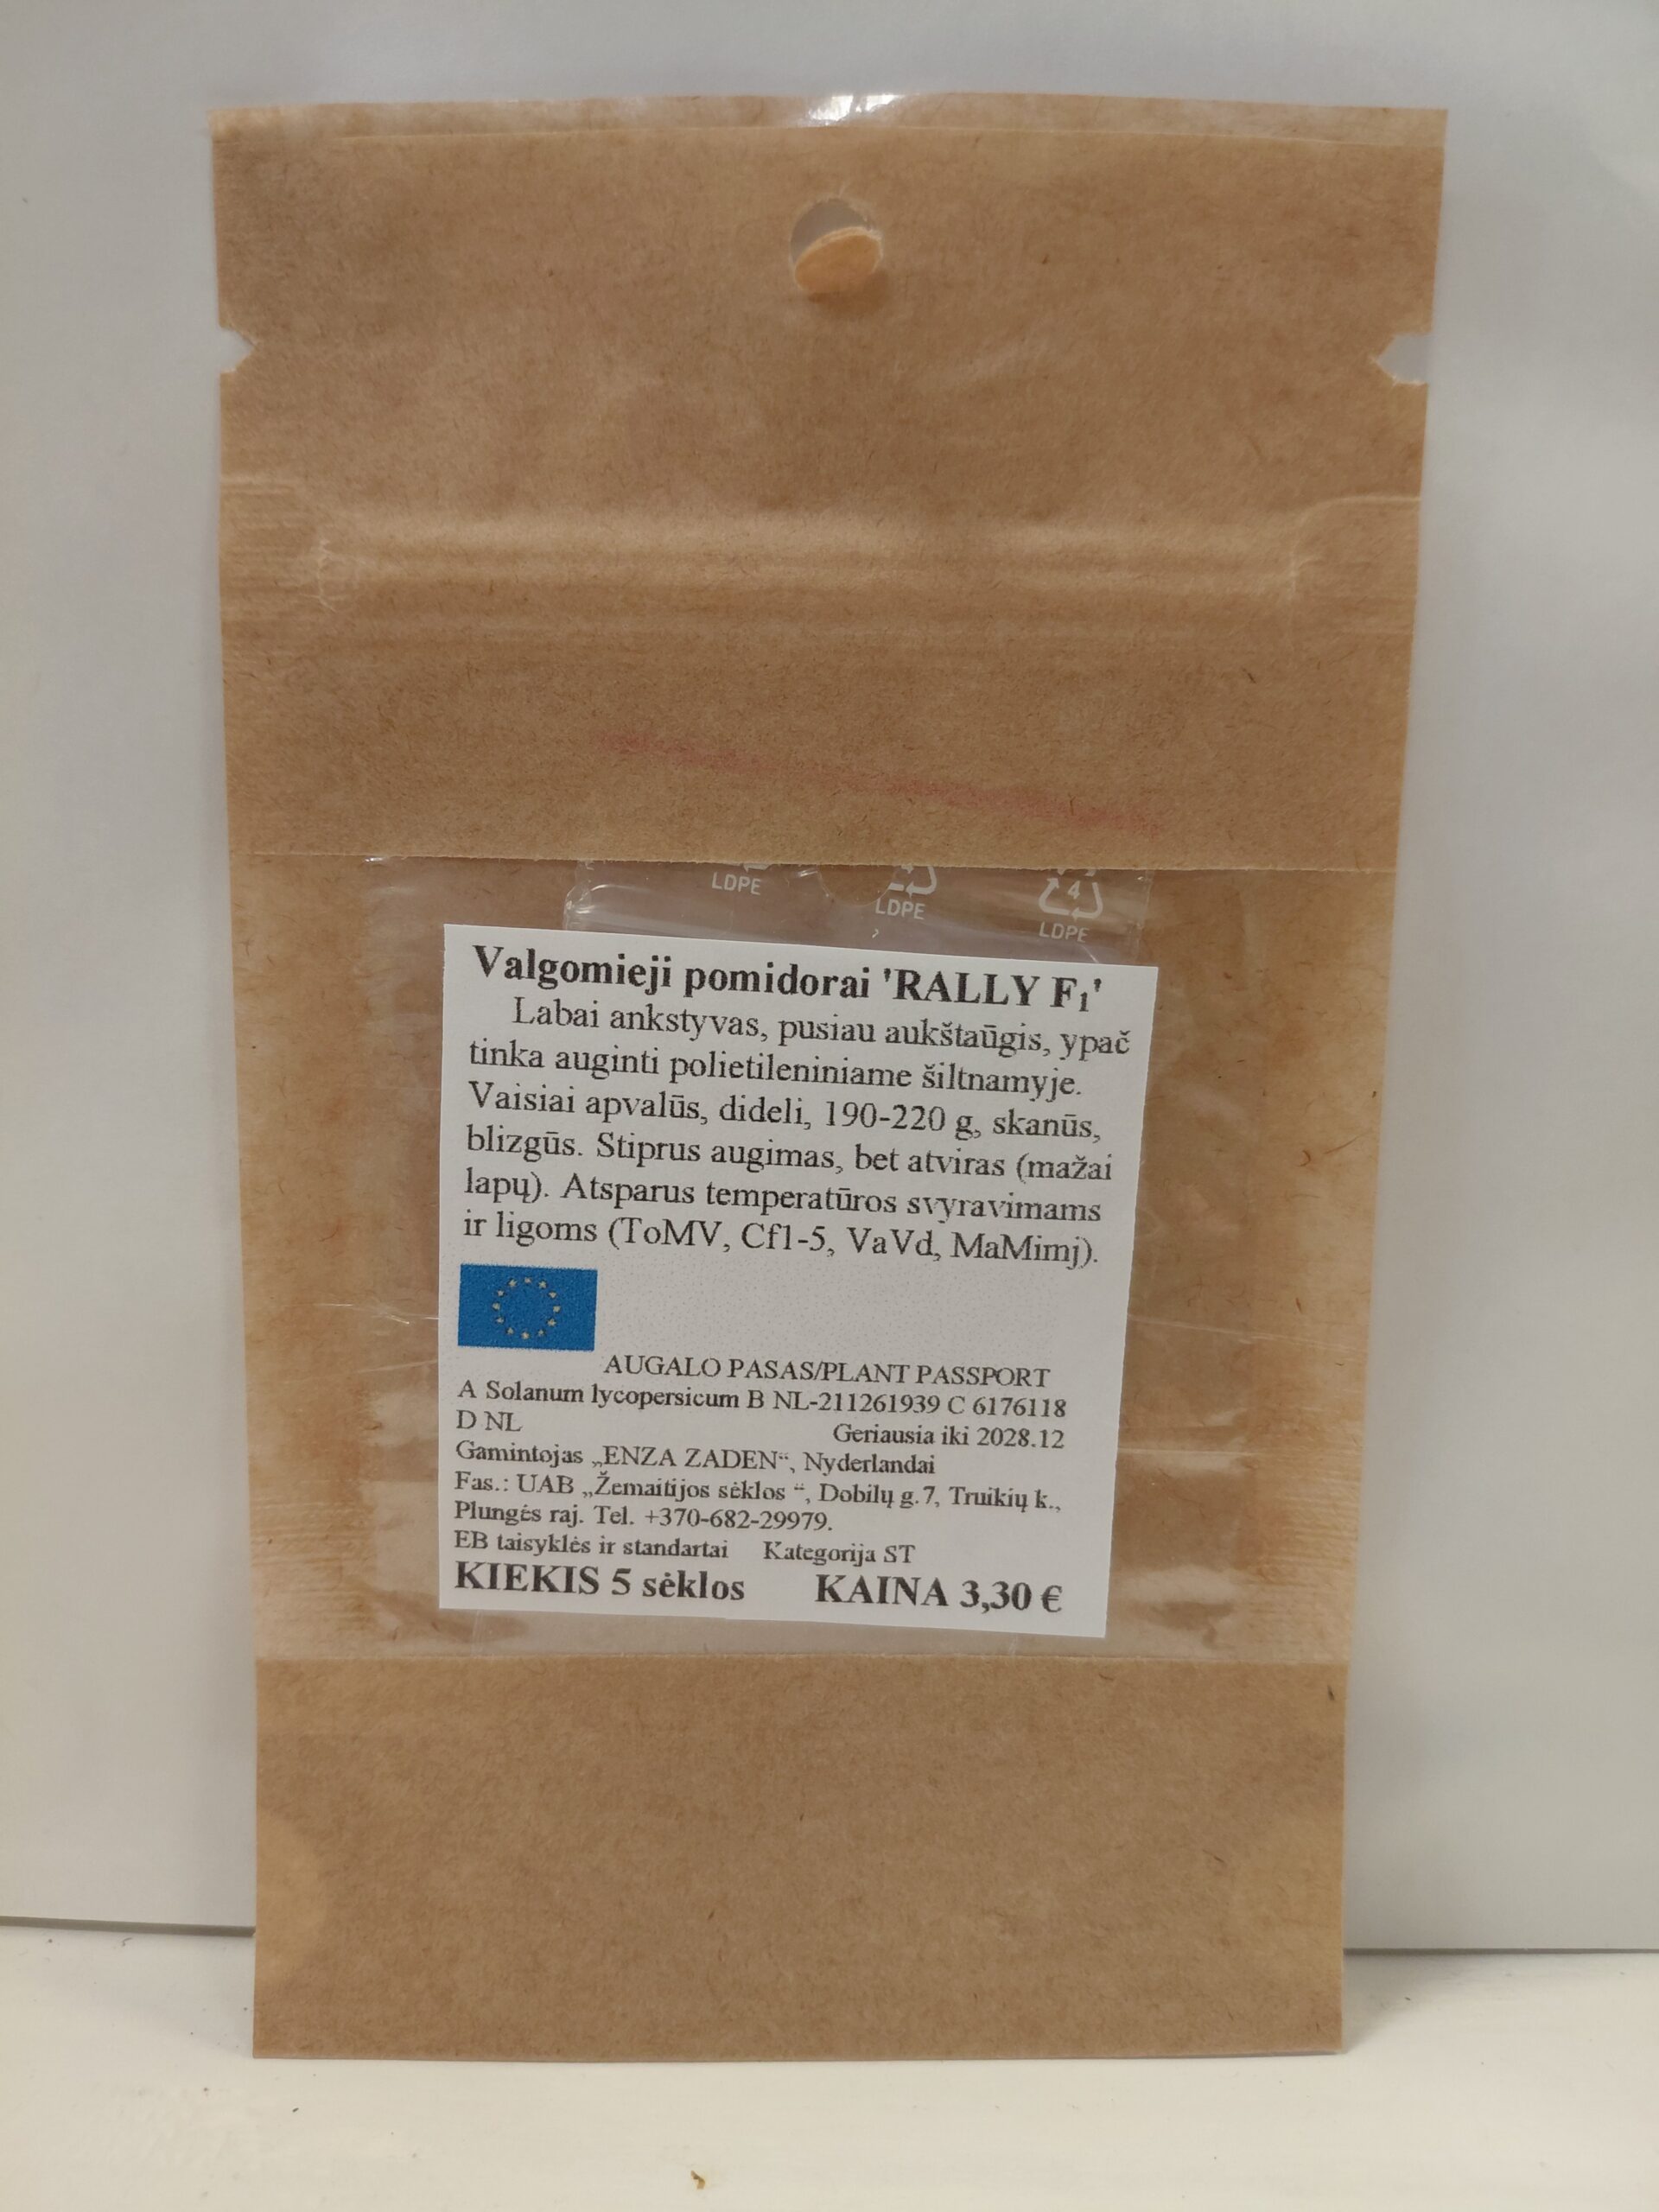 LDPE
LDPE
4
LDPE
Valgomieji pomidorai 'RALLY F₁'
Labai ankstyvas, pusiau aukštaūgis, ypač
tinka auginti polietileniniame šiltnamyje.
Vaisiai apvalūs, dideli, 190-220 g, skanūs,
blizgūs. Stiprus augimas, bet atviras (mažai
lapų). Atsparus temperatūros svyravimams
ir ligoms (ToMV, Cf1-5, VaVd, MaMimj).
AUGALO PASAS/PLANT PASSPORT
A Solanum lycopersicum B NL-211261939 C 6176118
D NL Geriausia iki 2028.12
Gamintojas „ENZA ZADEN“, Nyderlandai
Fas.: UAB „Žemaitijos sėklos “, Dobilų g.7, Truikių k.,
Plungės raj. Tel. +370-682-29979.
EB taisyklės ir standartai Kategorija ST
KIEKIS 5 sėklos KAINA 3,30 €